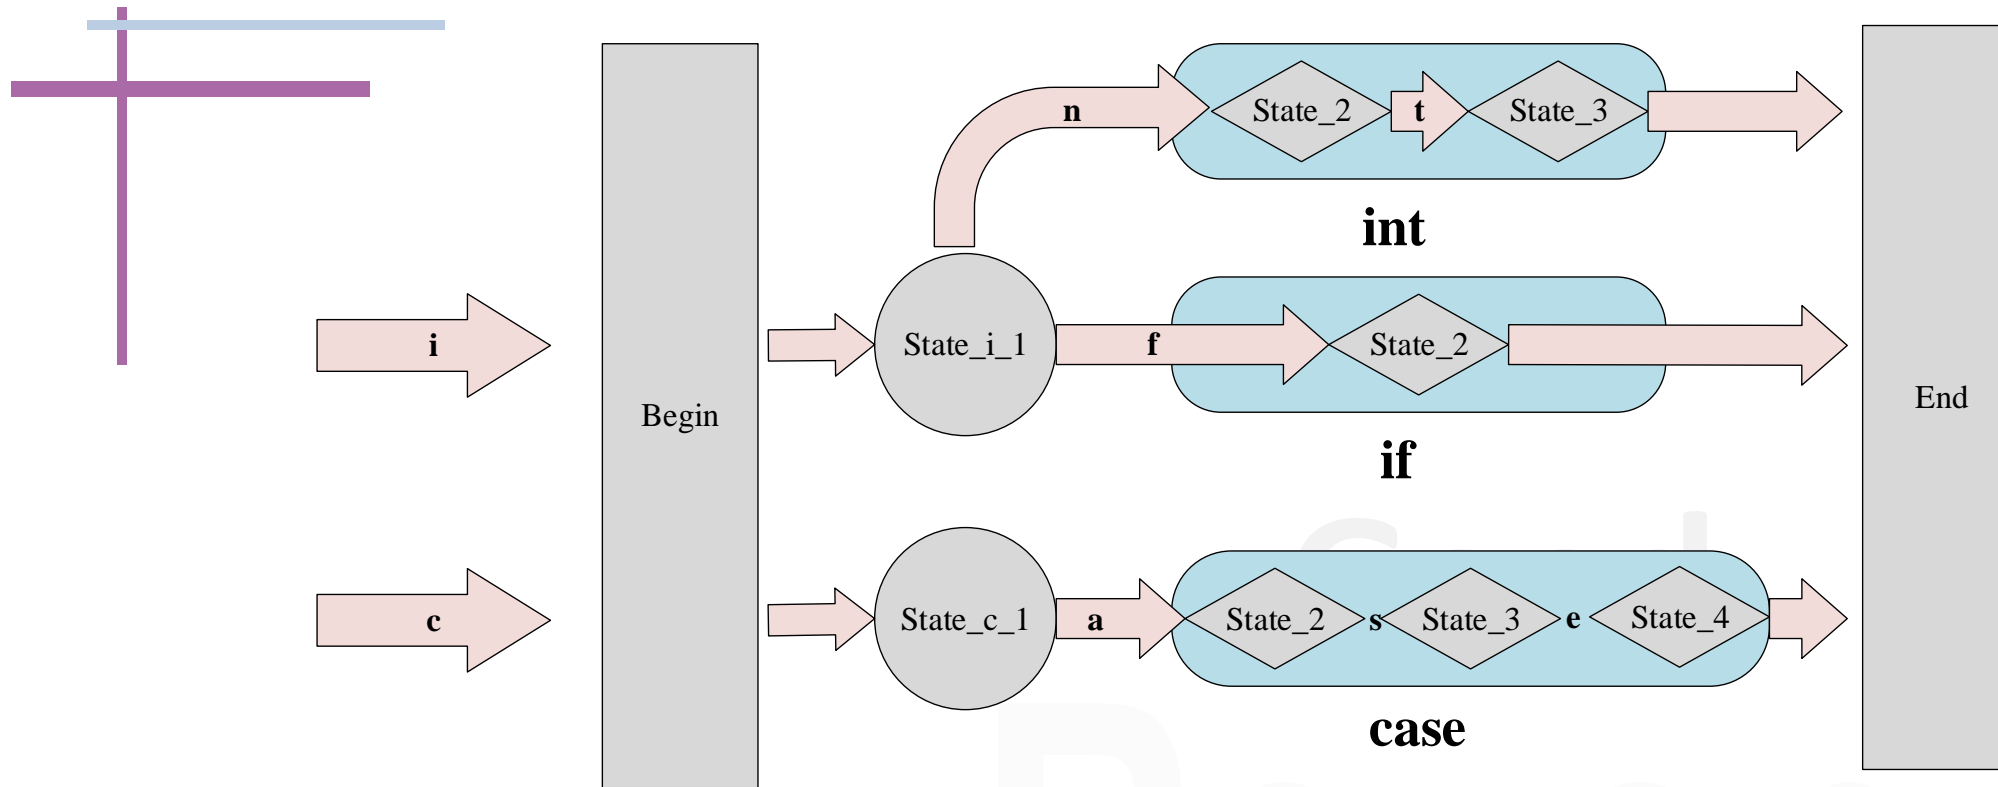 n
State_2
t
State_3
int
i
Begin
State_i_1
f
State_2
if
End
c
State_c_1
a
State_2
s
State_3
e
State_4
case